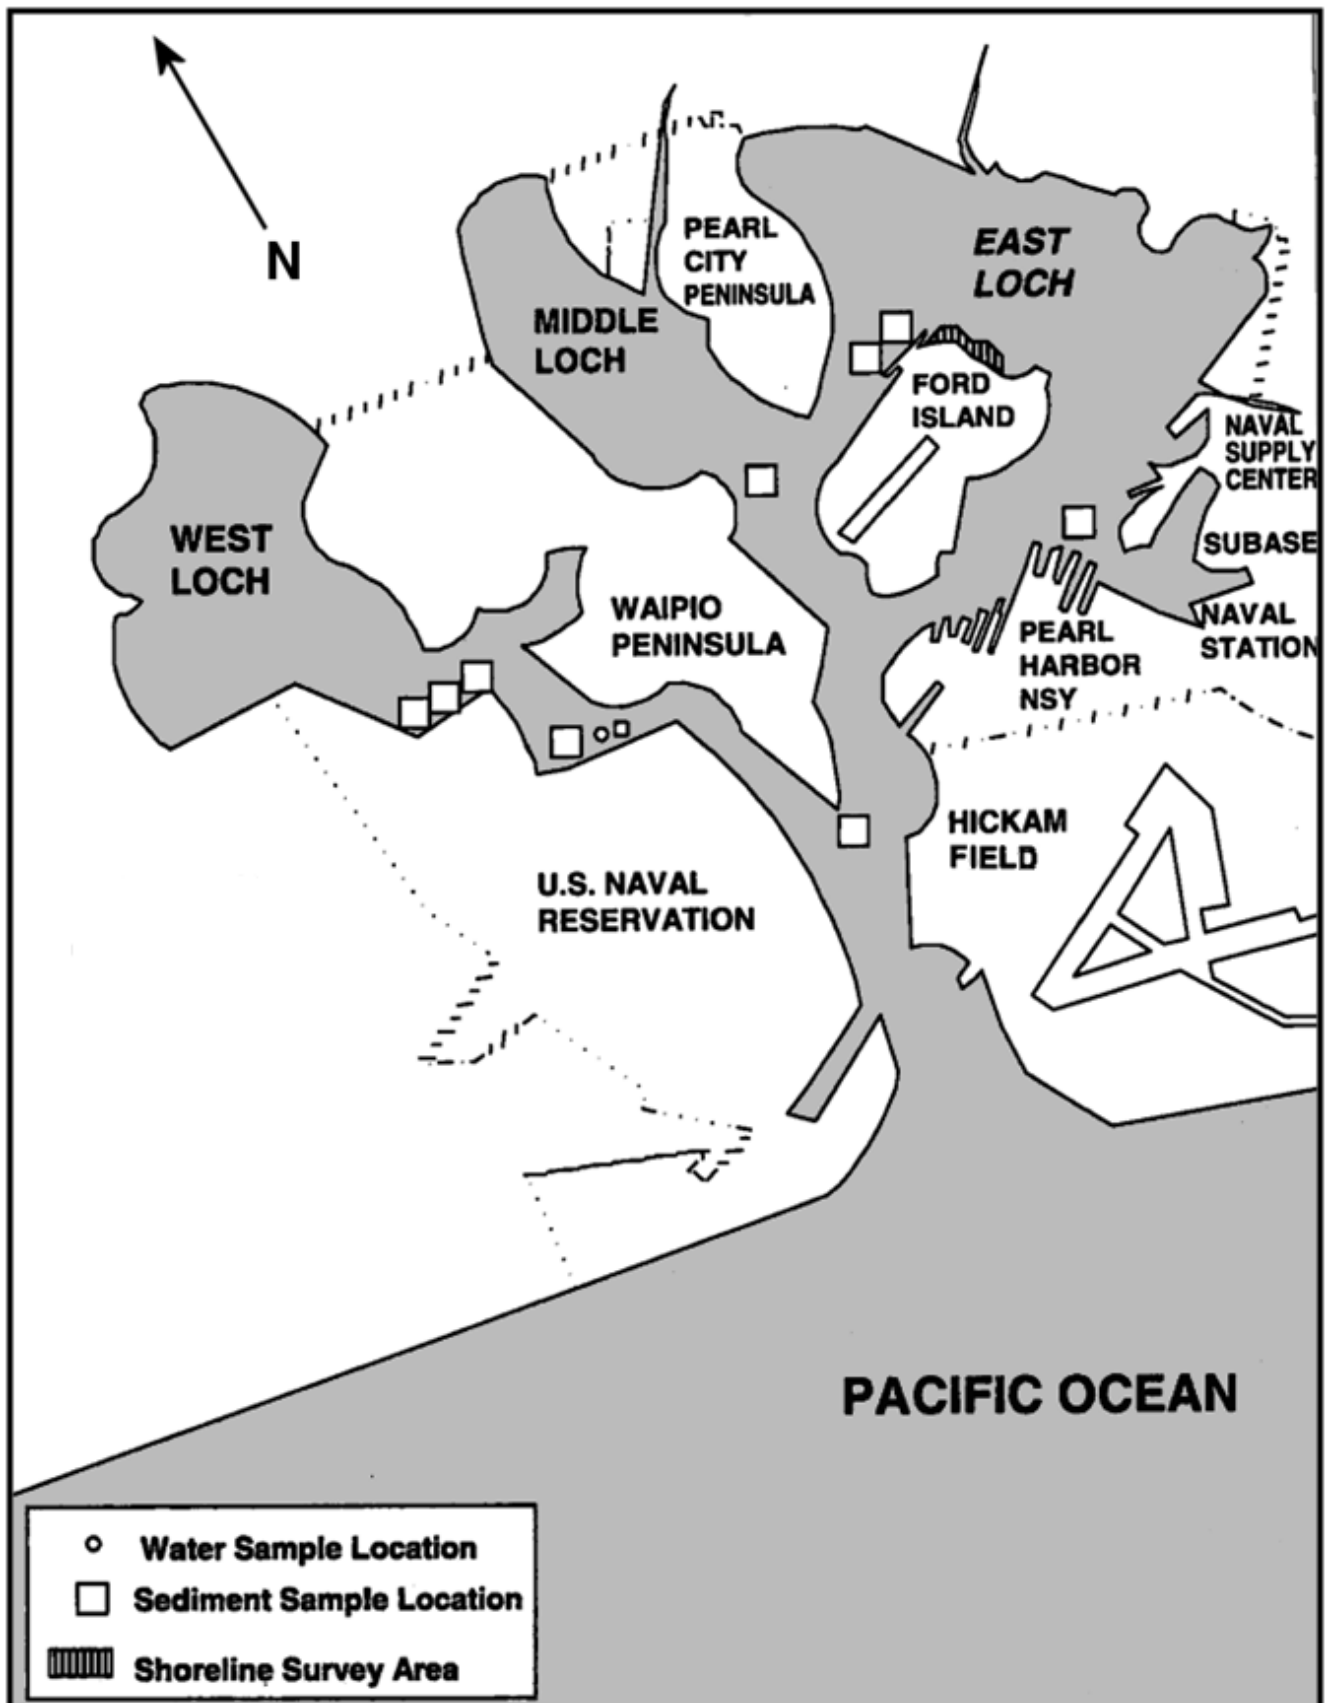 N
PEARL
CITY
PENINSULA
EAST
LOCH
MIDDLE
LOCH
FORD
ISLAND
NAVAL
SUPPLY
CENTER
WEST
LOCH
SUBASE
WAIPIO
PENINSULA
PEARL
HARBOR
NSY
NAVAL
STATION
HICKAM
FIELD
U.S. NAVAL
RESERVATION
PACIFIC OCEAN
Water Sample Location
Sediment Sample Location
Shoreline Survey Area